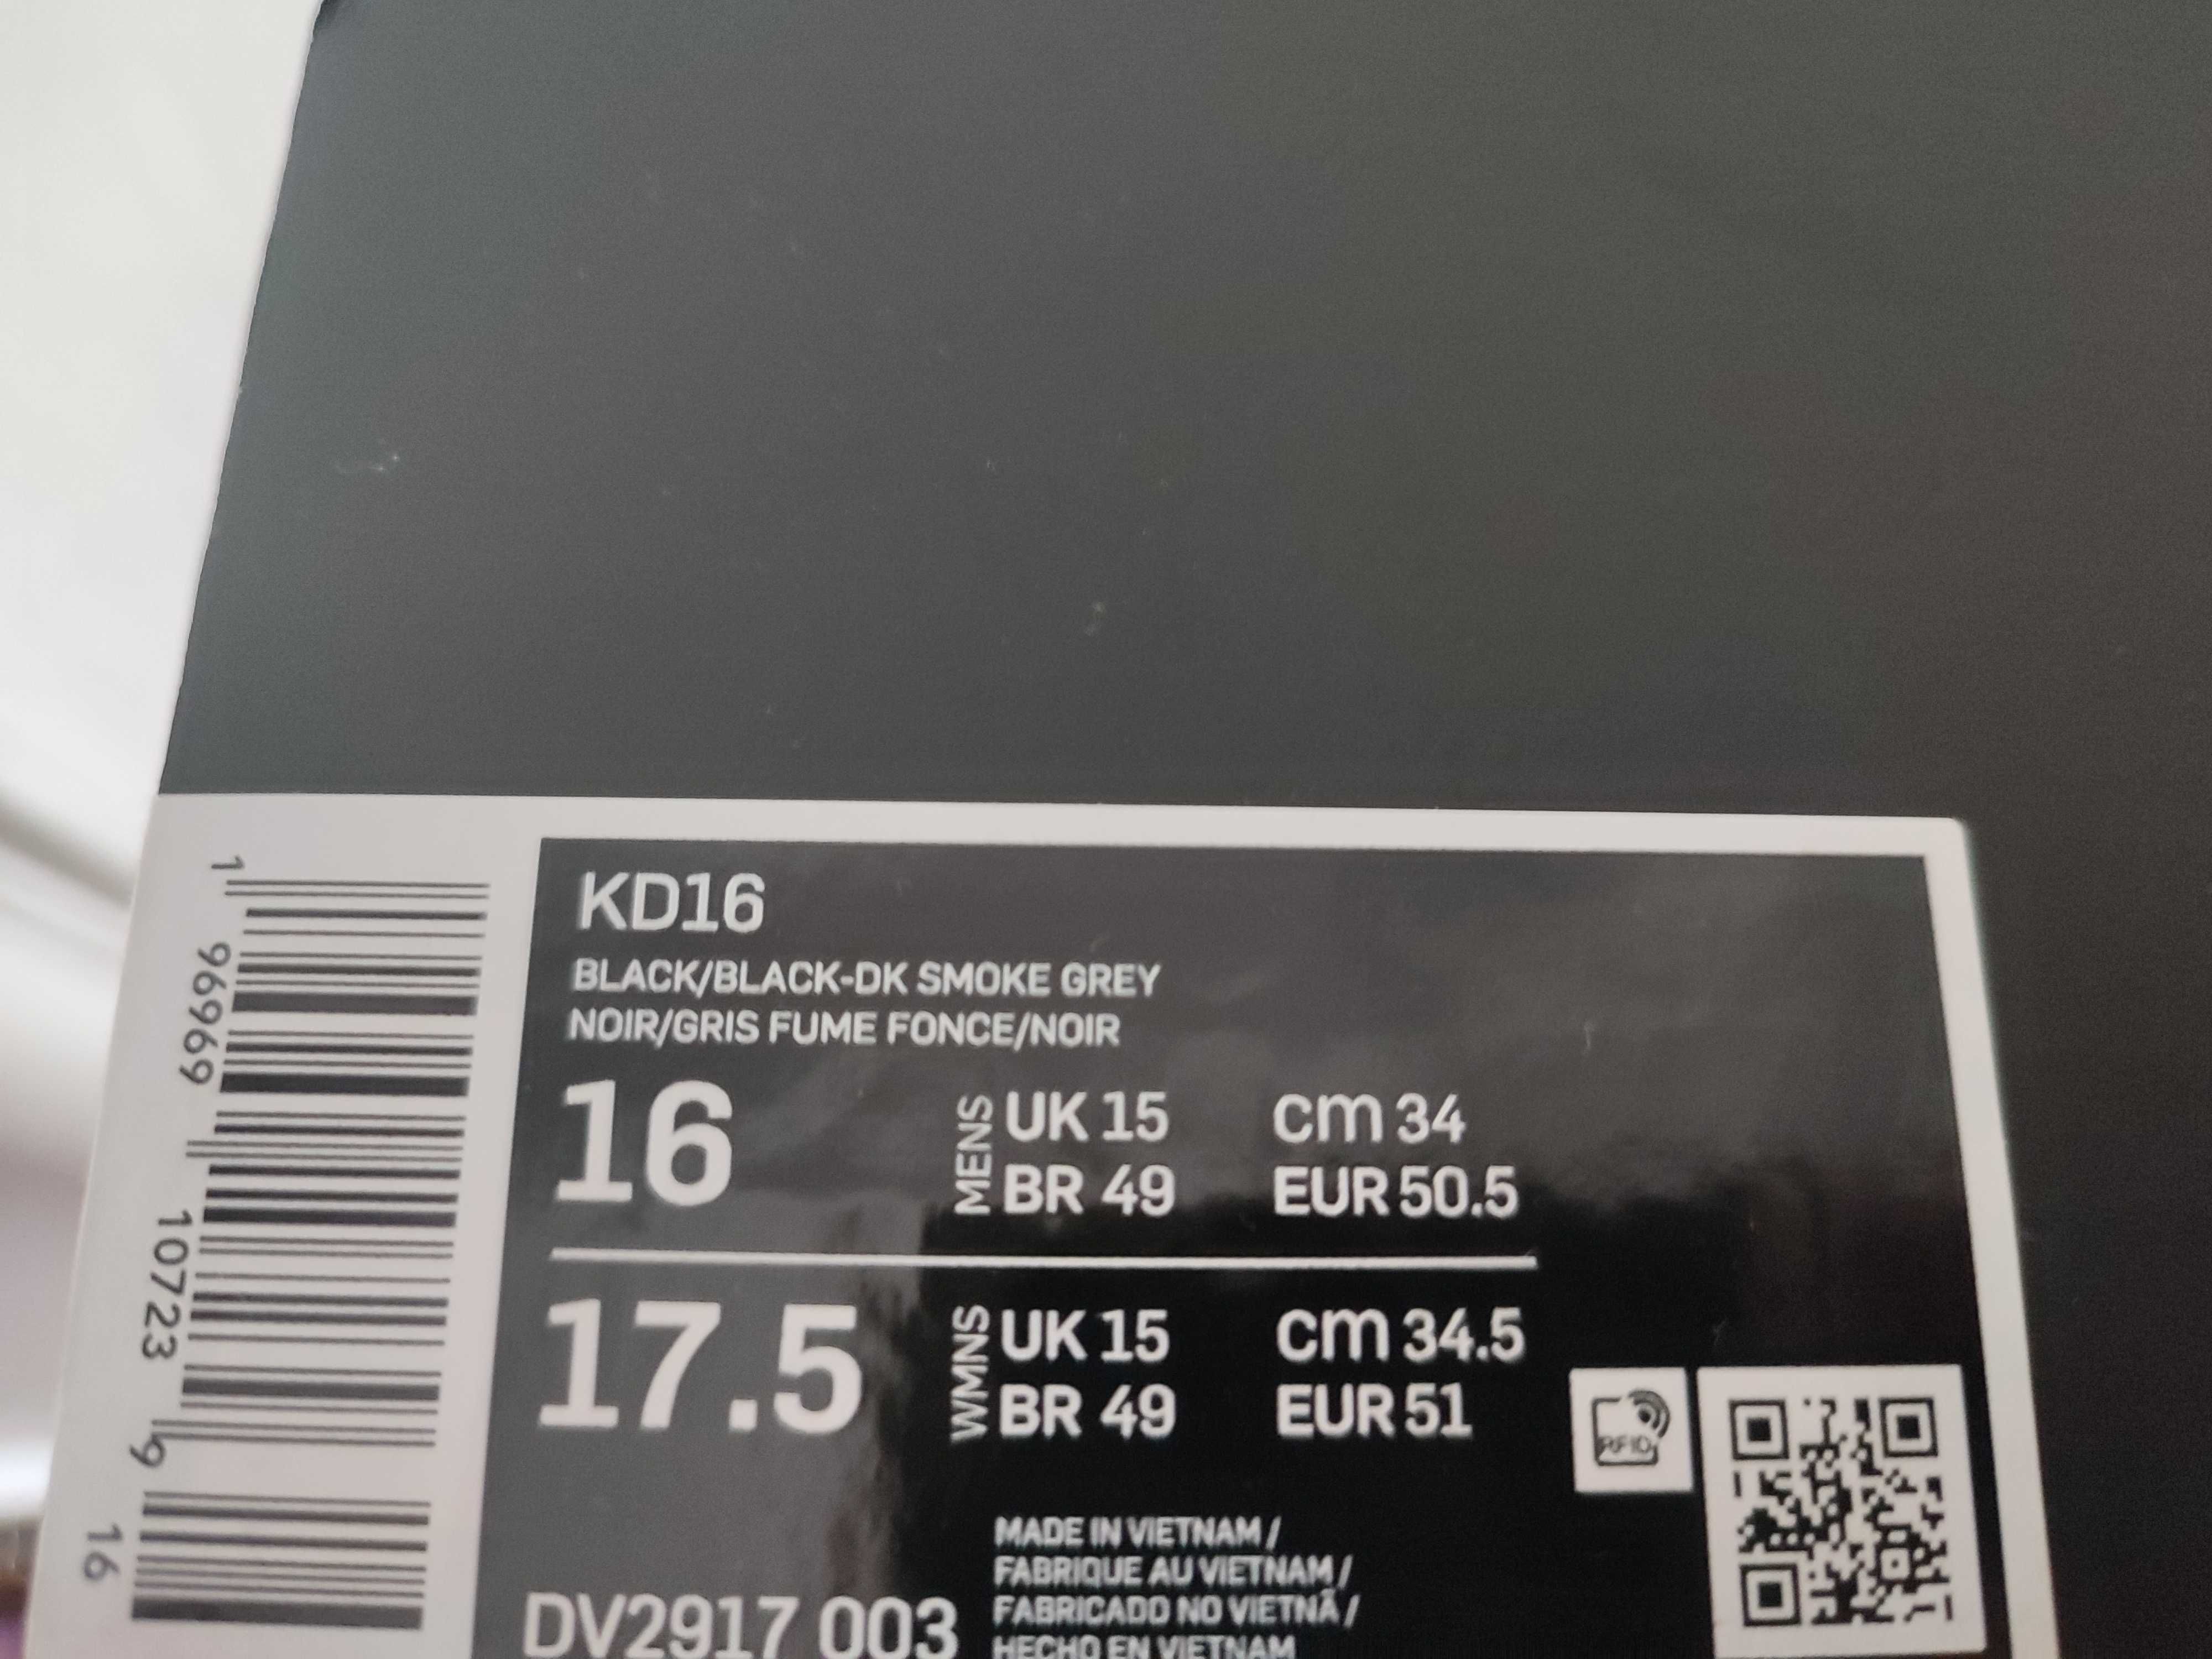 KD16
BLACK/BLACK-DK SMOKE GREY
NOIR/GRIS FUME FONCE/NOIR
16
MENS
UK 15
cm 34
BR 49
EUR 50.5
17.5
WMNS
UK 15
cm 34.5
BR 49
EUR 51
RFID
MADE IN VIETNAM /
FABRIQUE AU VIETNAM /
FABRICADO NO VIETNÃ /
HECHO EN VIETNAM
DV2917 003
1 96969 10723 9 16